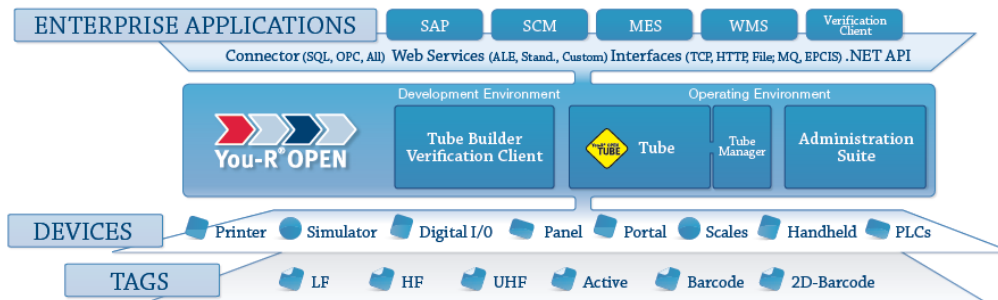 ENTERPRISE APPLICATIONS
SAP
SCM
MES
WMS
Verification
Client
Connector (SQL, OPC, All) Web Services (ALE, Stand., Custom) Interfaces (TCP, HTTP, File; MQ, EPCIS) .NET API
Development Environment
Operating Environment
You-R® OPEN
Tube Builder
Verification Client
You-R® OPEN
TUBE
Tube
Tube
Manager
Administration
Suite
DEVICES
Printer
Simulator
Digital I/0
Panel
Portal
Scales
Handheld
PLCs
TAGS
LF
HF
UHF
Active
Barcode
2D-Barcode